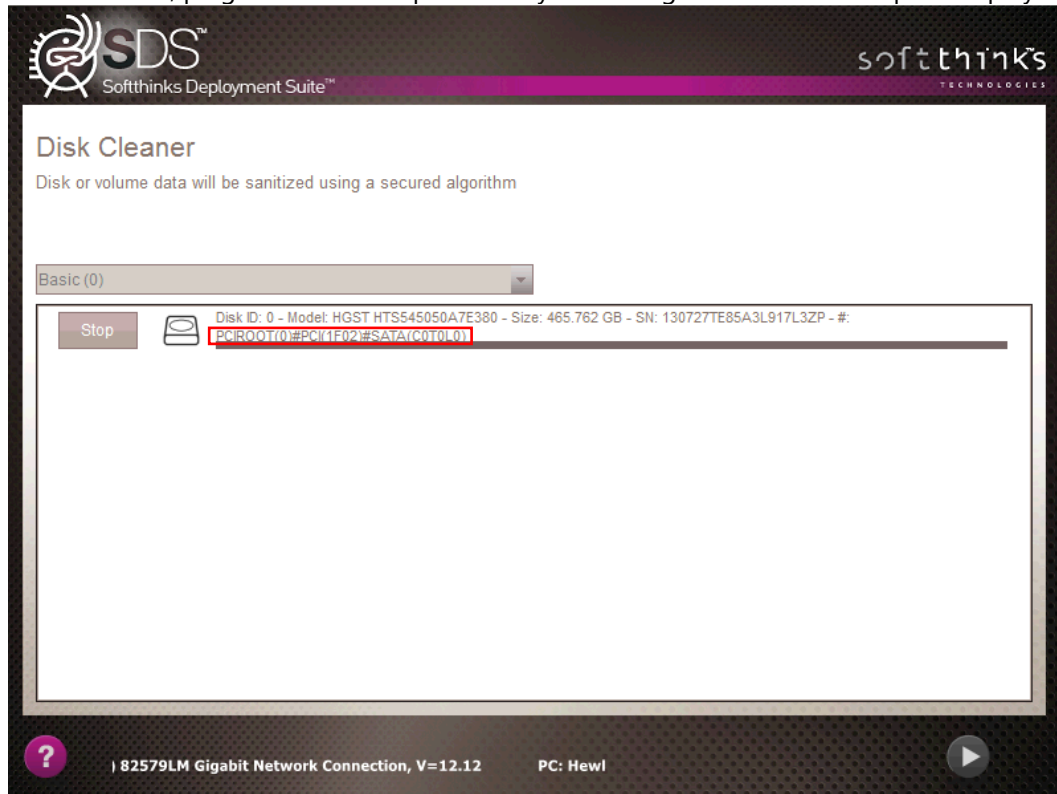 SDS™
Softthinks Deployment Suite™
softthinks
TECHNOLOGIES
Disk Cleaner
Disk or volume data will be sanitized using a secured algorithm
Basic (0)
Stop
Disk ID: 0 - Model: HGST HTS545050A7E380 - Size: 465.762 GB - SN: 130727TE85A3L917L3ZP - #:
PCIROOT(0)#PCI(1F02)#SATA(C0T0L0)
?
) 82579LM Gigabit Network Connection, V=12.12 PC: Hewl